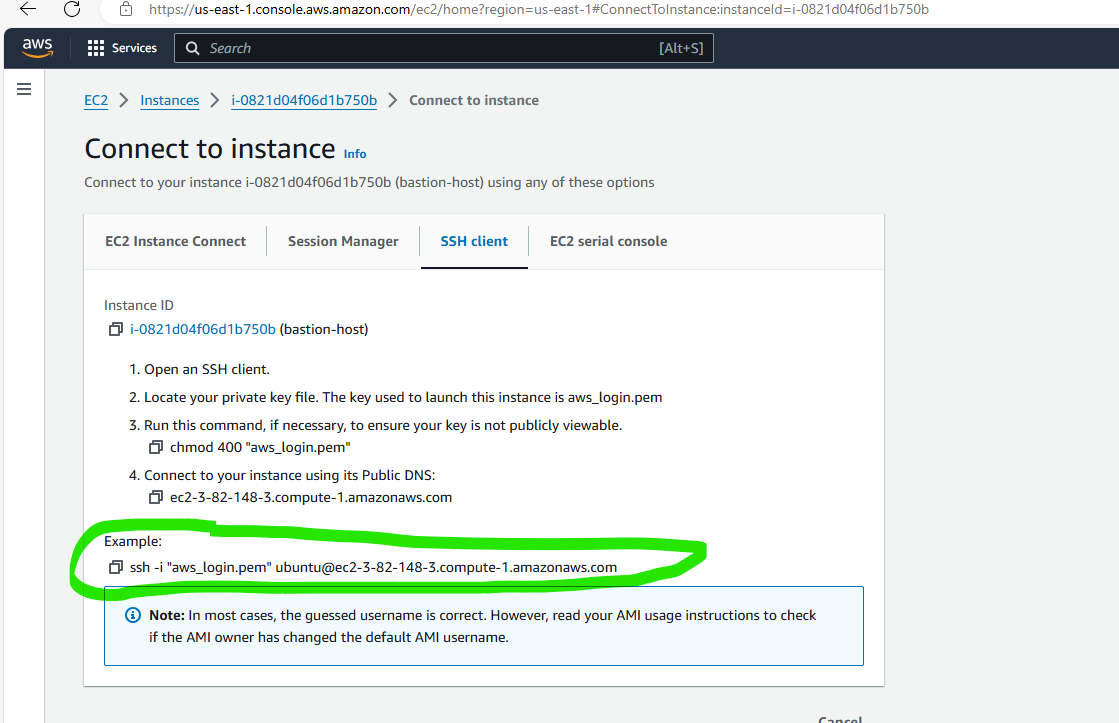 https://us-east-1.console.aws.amazon.com/ec2/home?region=us-east-1#ConnectToInstance:instanceId=i-0821d04f06d1b750b
aws Services Search [Alt+S]
EC2 > Instances > i-0821d04f06d1b750b > Connect to instance
Connect to instance Info
Connect to your instance i-0821d04f06d1b750b (bastion-host) using any of these options
EC2 Instance Connect Session Manager SSH client EC2 serial console
Instance ID
i-0821d04f06d1b750b (bastion-host)
1. Open an SSH client.
2. Locate your private key file. The key used to launch this instance is aws_login.pem
3. Run this command, if necessary, to ensure your key is not publicly viewable.
chmod 400 "aws_login.pem"
4. Connect to your instance using its Public DNS:
ec2-3-82-148-3.compute-1.amazonaws.com
Example:
ssh -i "aws_login.pem" ubuntu@ec2-3-82-148-3.compute-1.amazonaws.com
Note: In most cases, the guessed username is correct. However, read your AMI usage instructions to check
if the AMI owner has changed the default AMI username.
Cancel